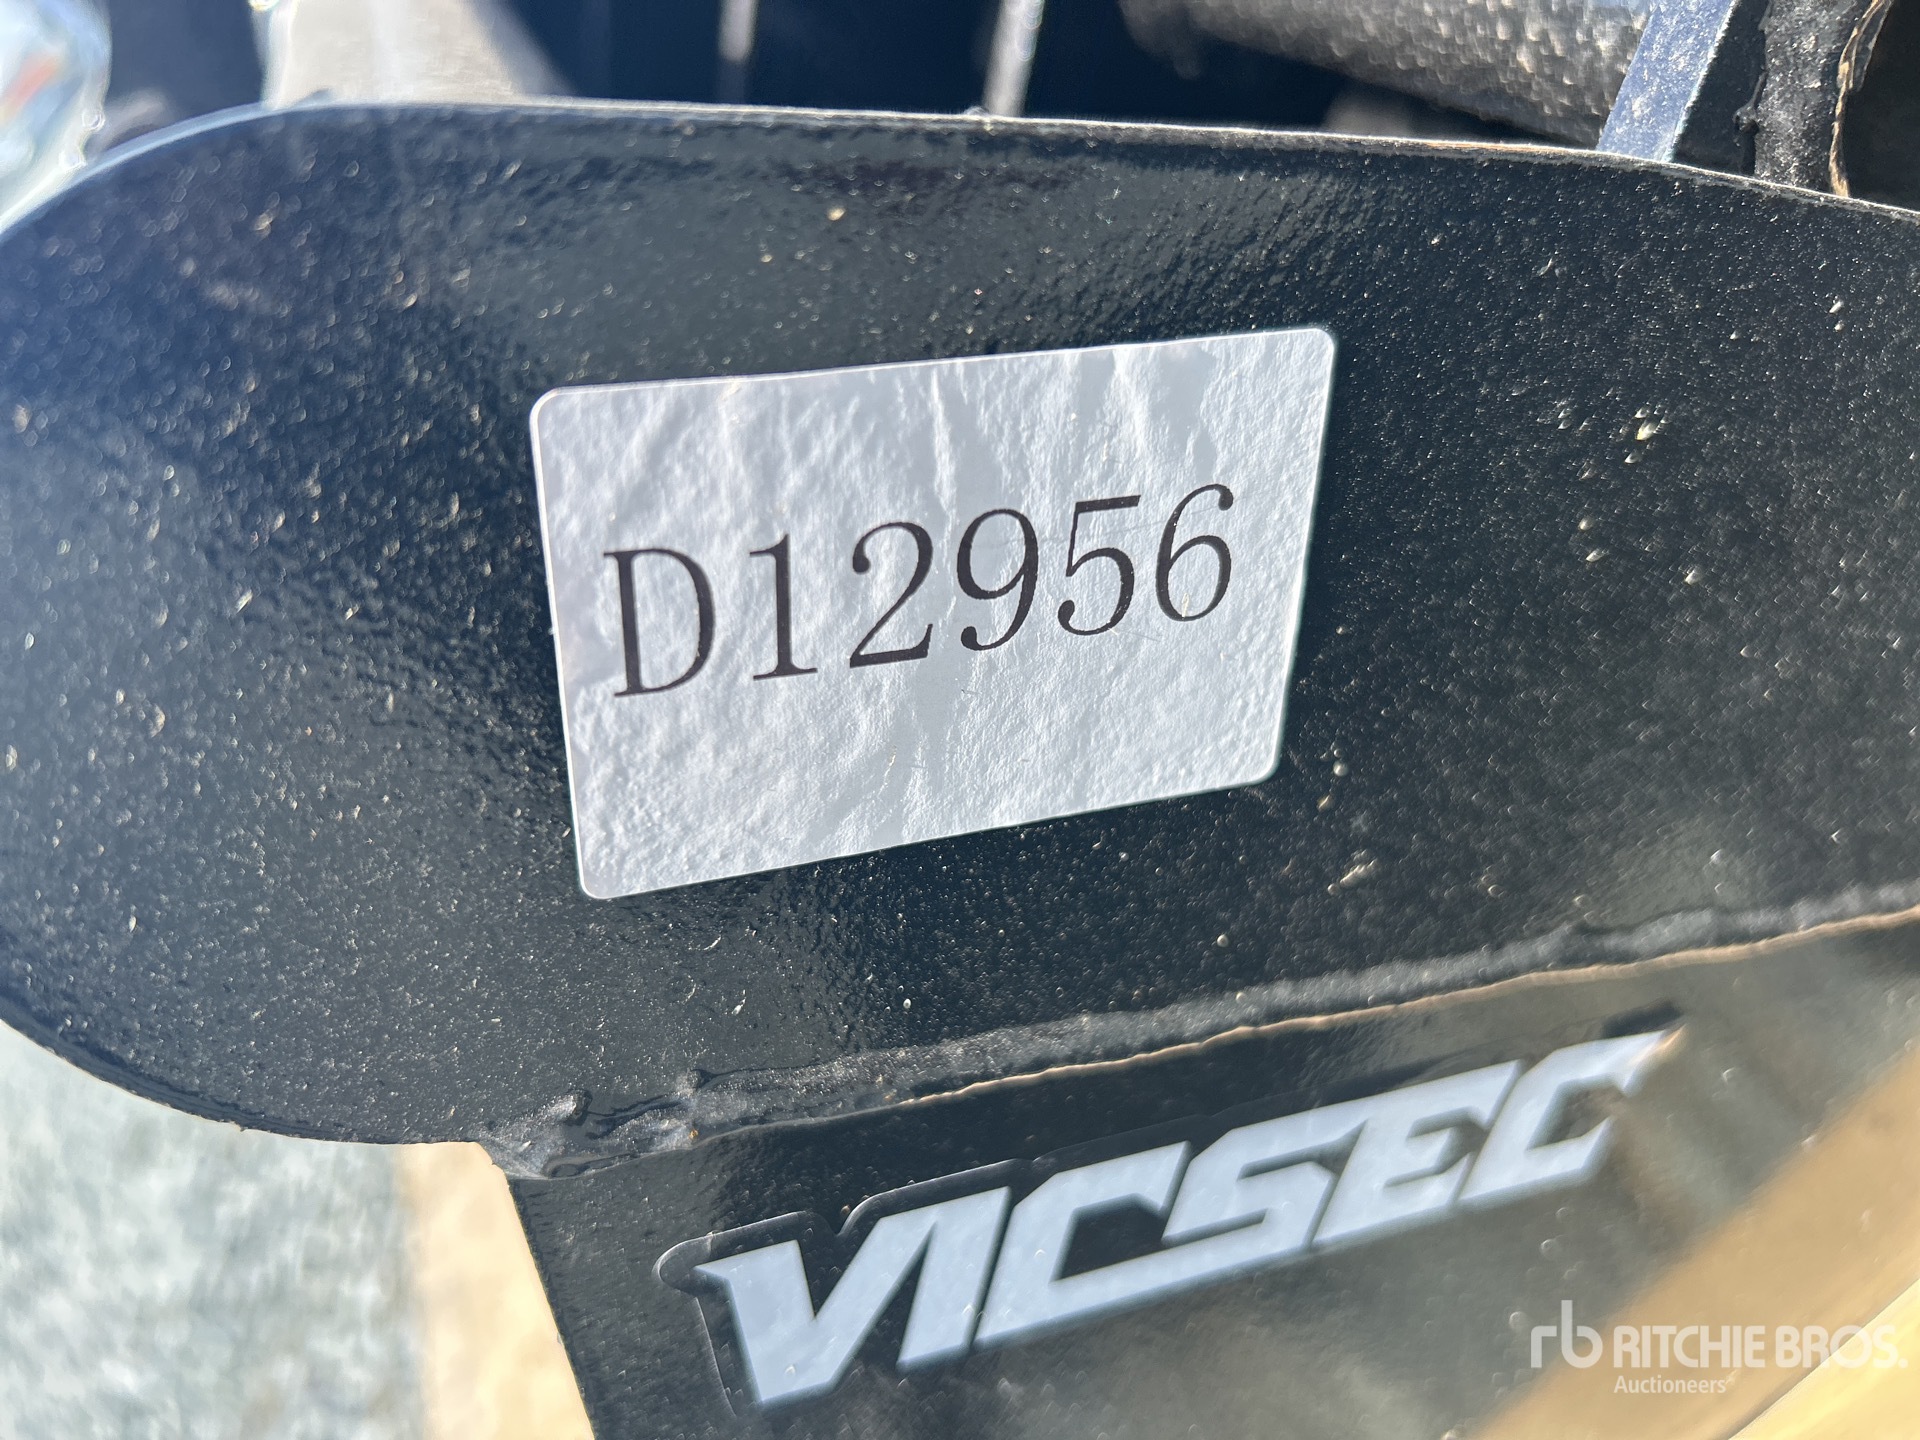 D12956
VICSEC
rb RITCHIE BROS.
Auctioneers